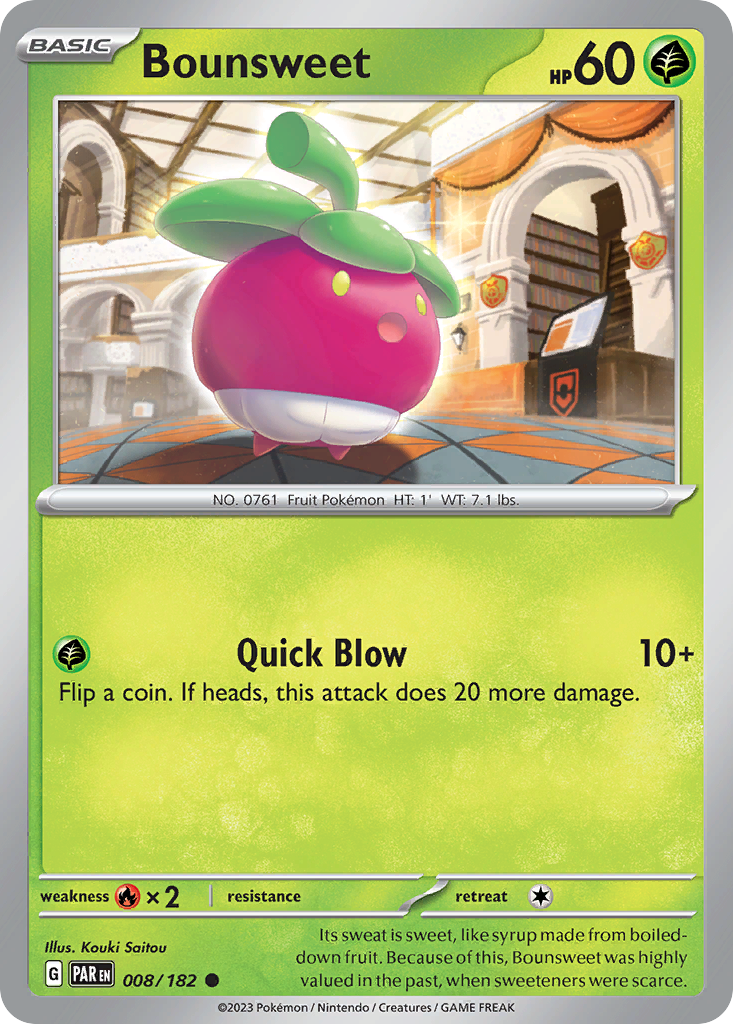 BASIC
Bounsweet
HP60
NO. 0761 Fruit Pokémon HT: 1' WT: 7.1 lbs.
Quick Blow 10+
Flip a coin. If heads, this attack does 20 more damage.
weakness ×2 resistance retreat
Illus. Kouki Saitou
Its sweat is sweet, like syrup made from boiled-
down fruit. Because of this, Bounsweet was highly
valued in the past, when sweeteners were scarce.
G PAR EN 008/182
©2023 Pokémon / Nintendo / Creatures / GAME FREAK